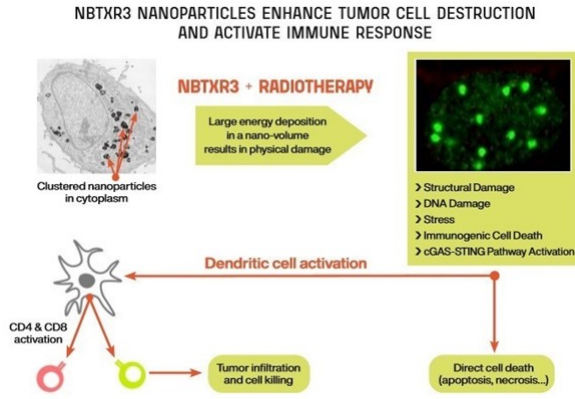 NBTXR3 NANOPARTICLES ENHANCE TUMOR CELL DESTRUCTION
AND ACTIVATE IMMUNE RESPONSE
NBTXR3 + RADIOTHERAPY
Large energy deposition
in a nano-volume
results in physical damage
Clustered nanoparticles
in cytoplasm
> Structural Damage
> DNA Damage
> Stress
> Immunogenic Cell Death
> cGAS-STING Pathway Activation
Dendritic cell activation
CD4 & CD8
activation
Tumor infiltration
and cell killing
Direct cell death
(apoptosis, necrosis...)